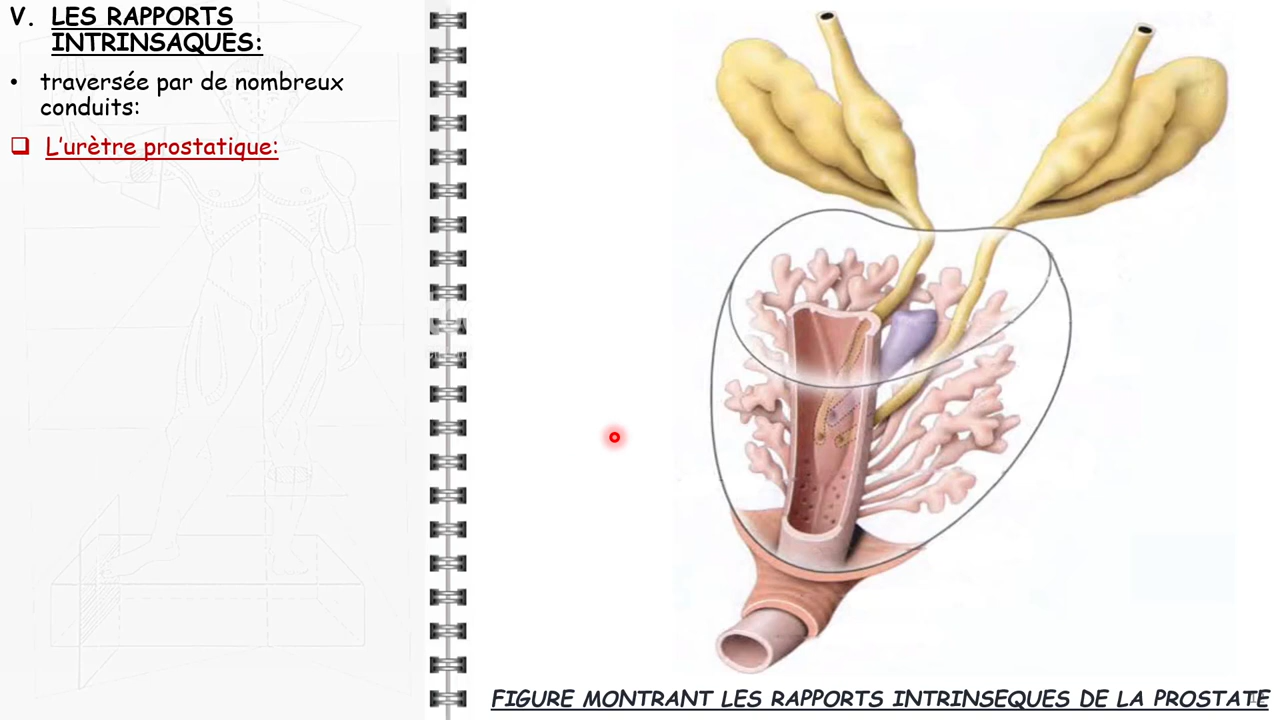 V. LES RAPPORTS
INTRINSAQUES:
• traversée par de nombreux
conduits:
❑ L'urètre prostatique:
FIGURE MONTRANT LES RAPPORTS INTRINSEQUES DE LA PROSTATE